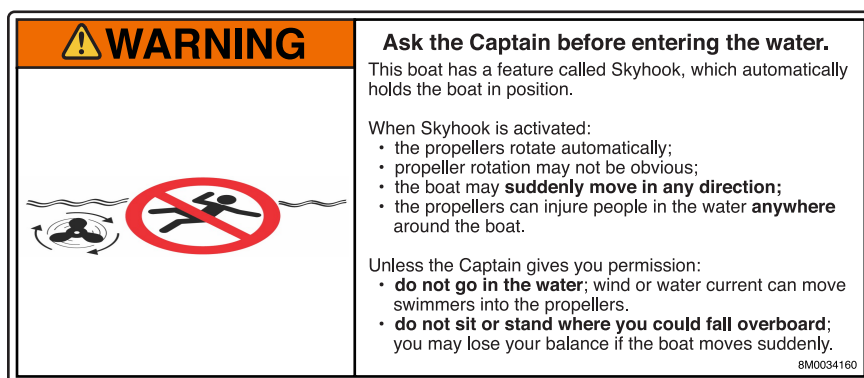 WARNING
Ask the Captain before entering the water.
This boat has a feature called Skyhook, which automatically
holds the boat in position.
When Skyhook is activated:
• the propellers rotate automatically;
• propeller rotation may not be obvious;
• the boat may suddenly move in any direction;
• the propellers can injure people in the water anywhere
around the boat.
Unless the Captain gives you permission:
• do not go in the water; wind or water current can move
swimmers into the propellers.
• do not sit or stand where you could fall overboard;
you may lose your balance if the boat moves suddenly.
8M0034160